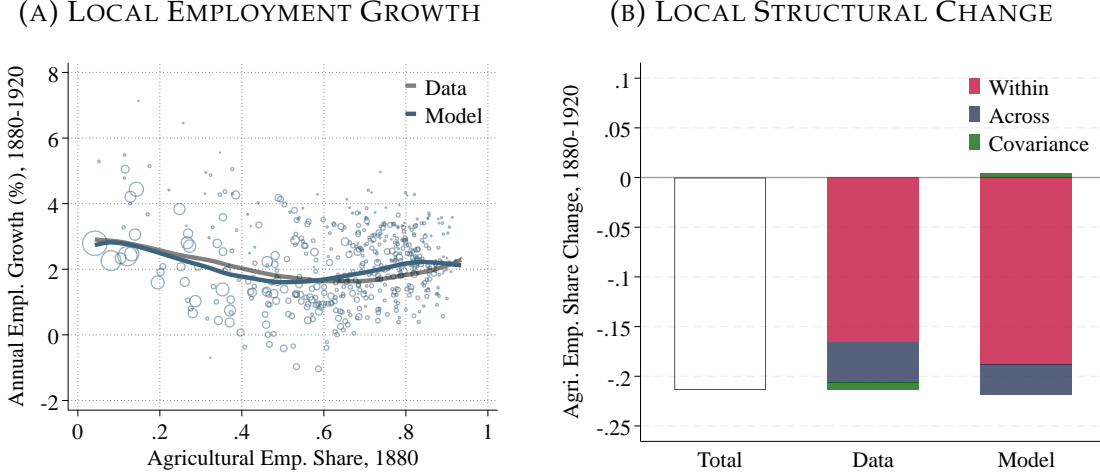 (A) LOCAL EMPLOYMENT GROWTH
Annual Empl. Growth (%), 1880-1920
8
6
4
2
0
-2
Data
Model
0
.2
.4
.6
.8
1
Agricultural Emp. Share, 1880
(B) LOCAL STRUCTURAL CHANGE
Agri. Emp. Share Change, 1880-1920
.1
.05
0
-.05
-.1
-.15
-.2
-.25
Within
Across
Covariance
Total
Data
Model